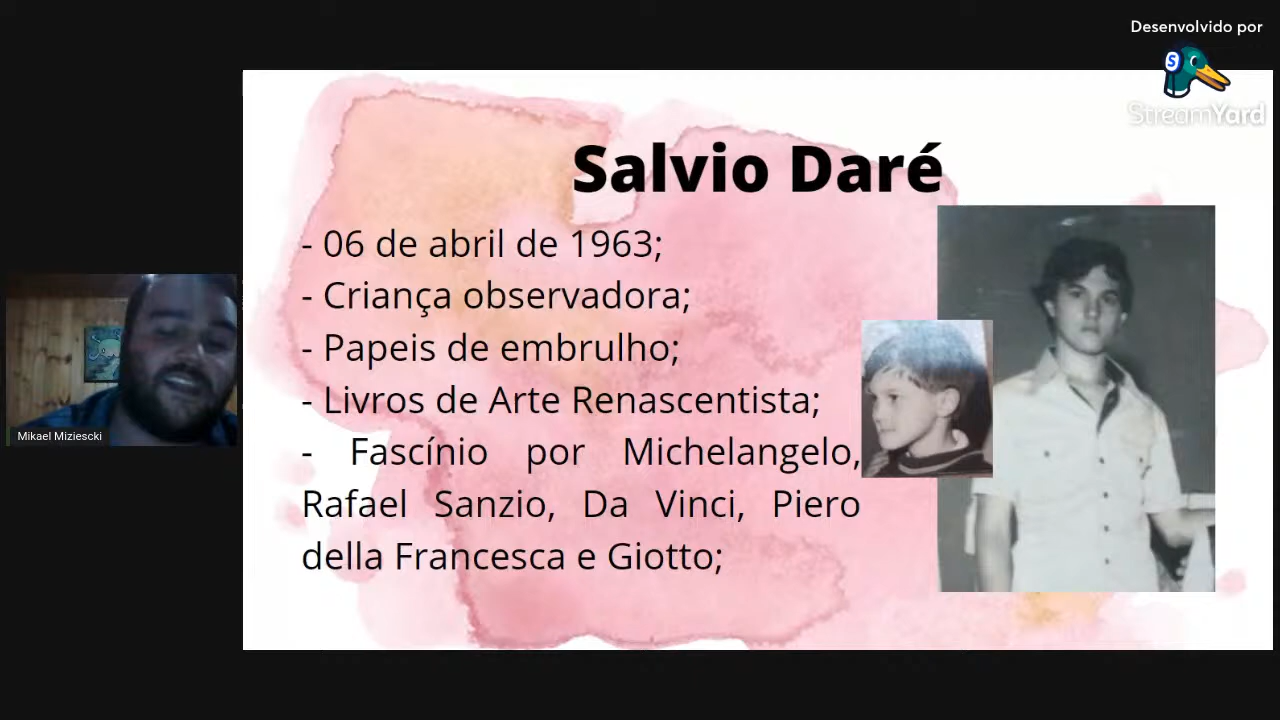 Desenvolvido por
S
StreamYard
Salvio Daré
- 06 de abril de 1963;
- Criança observadora;
- Papeis de embrulho;
- Livros de Arte Renascentista;
- Fascínio por Michelangelo,
Rafael Sanzio, Da Vinci, Piero
della Francesca e Giotto;
Mikael Miziescki